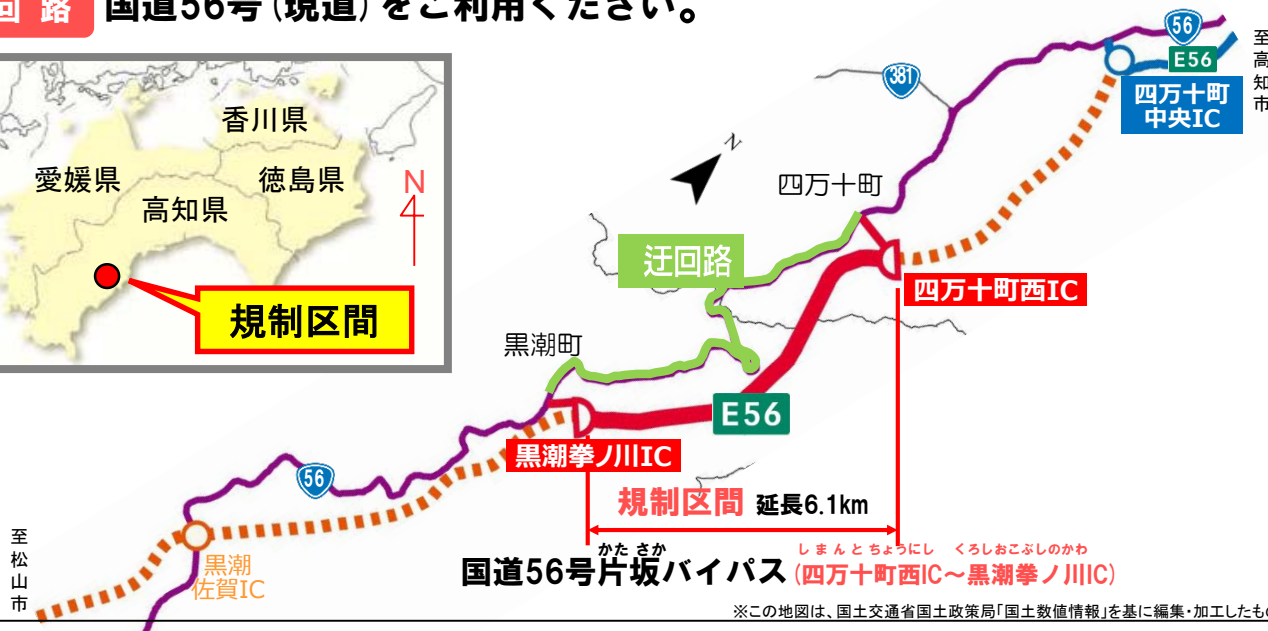 回 路 国道56号(現道)をご利用ください。
56
E56
至高知市
四万十町
中央IC
381
香川県
愛媛県
徳島県
高知県
N
規制区間
N
四万十町
迂回路
四万十町西IC
黒潮町
E56
黒潮拳ノ川IC
56
規制区間 延長6.1km
至松山市
黒潮
佐賀IC
かた さか
しまんとちょうにし くろしおこぶしのかわ
国道56号片坂バイパス(四万十町西IC~黒潮拳ノ川IC)
※この地図は、国土交通省国土政策局「国土数値情報」を基に編集・加工したもの